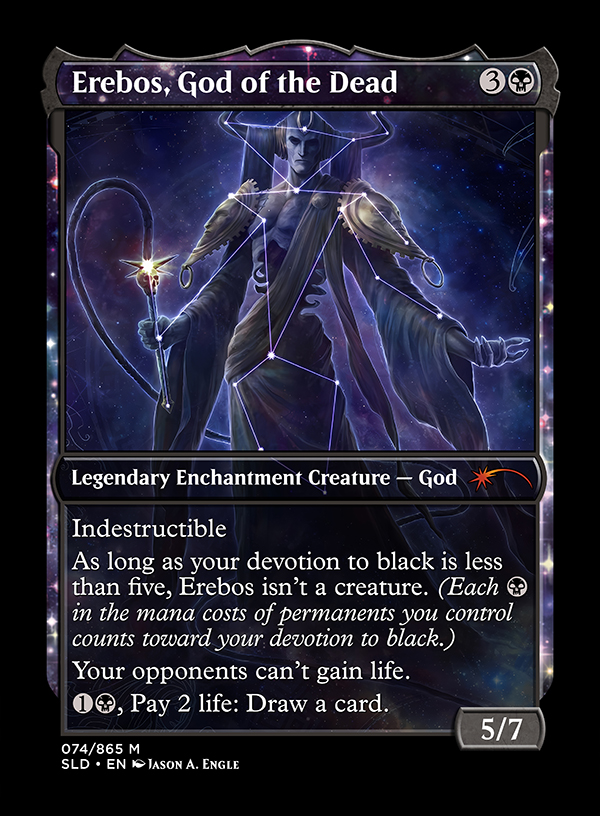 Erebos, God of the Dead 3
Legendary Enchantment Creature — God
Indestructible
As long as your devotion to black is less
than five, Erebos isn't a creature. (Each
in the mana costs of permanents you control
counts toward your devotion to black.)
Your opponents can't gain life.
1, Pay 2 life: Draw a card.
5/7
074/865 M
SLD • EN Jason A. Engle